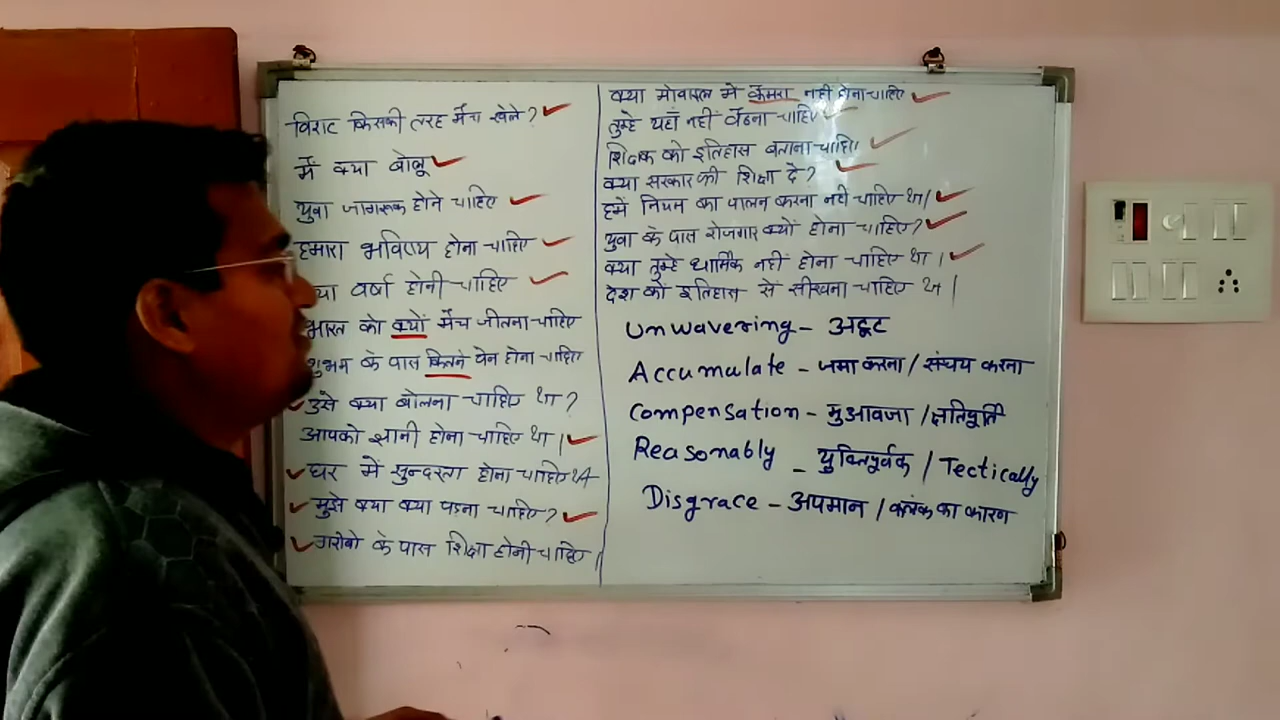 विराट किसकी तरह मैच खेले?
मैं क्या बोलू
युवा जागरूक होने चाहिए
हमारा भविष्य होना चाहिए
वर्षा होनी चाहिए
भारत को क्यों मैच जीतना चाहिए
शुभम के पास कितने पेन होना चाहिए
उसे क्या बोलना चाहिए था?
आपको ज्ञानी होना चाहिए था।
घर में सुन्दरता होना चाहिए था
मुझे क्या क्या पढ़ना चाहिए?
गरीबो के पास शिक्षा होनी चाहिए।
क्या मोबाइल में कैमरा नहीं होना चाहिए
तुम्हे यहाँ नहीं बैठना चाहिए
शिक्षक को इतिहास बताना चाहिए
क्या सरकार की शिक्षा दे?
हमें नियम का पालन करना नही चाहिए था।
युवा के पास रोजगार क्यों होना चाहिए?
क्या तुम्हे धार्मिक नहीं होना चाहिए था।
देश को इतिहास से सीखना चाहिए था।
Unwavering - अटूट
Accumulate - जमा करना / संचय करना
Compensation - मुआवजा / क्षतिपूर्ति
Reasonably - युक्तिपूर्वक / Tectically
Disgrace - अपमान / कलंक का कारण